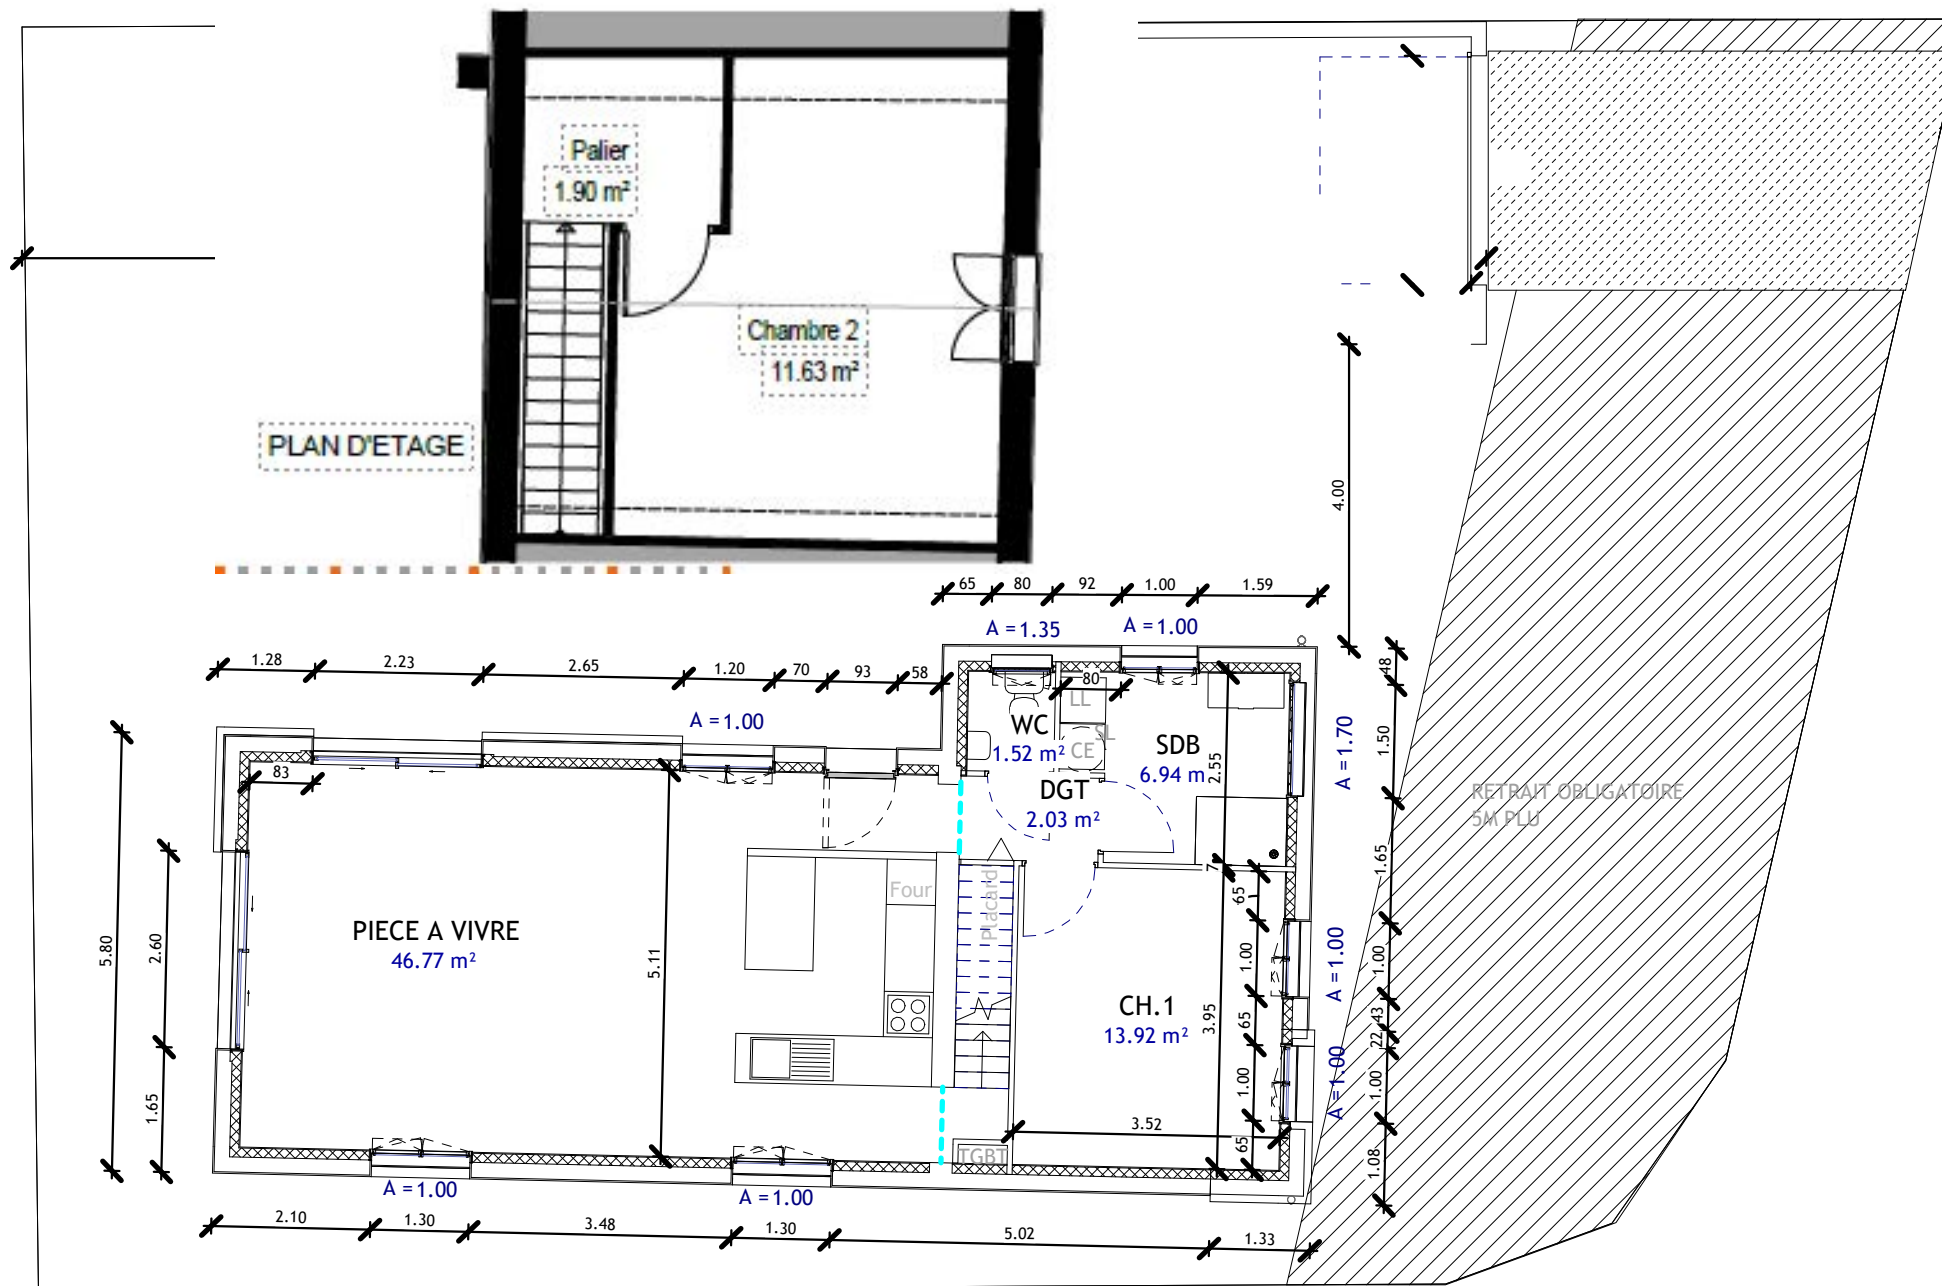 Palier
1.90 m²
Chambre 2
11.63 m²
PLAN D'ETAGE
4.00
65 80 92 1.00 1.59
A =1.35 A =1.00
1.28 2.23 2.65 1.20 70 93 58
A =1.00
48
80
LL
WC
1.52 m²
SL
CE
SDB
6.94 m
2.55
A =1.70
1.50
83
DGT
2.03 m²
RETRAIT OBLIGATOIRE
5M PLU
7
1.65
65
Four
Placard
PIECE A VIVRE
46.77 m²
5.80
2.60
5.11
1.00
A =1.00
1.00
CH.1
13.92 m²
3.95
65
43
22
1.00
A =1.00
1.00
1.65
3.52
65
1.08
TGBT
A =1.00
A =1.00
2.10 1.30 3.48 1.30 5.02 1.33